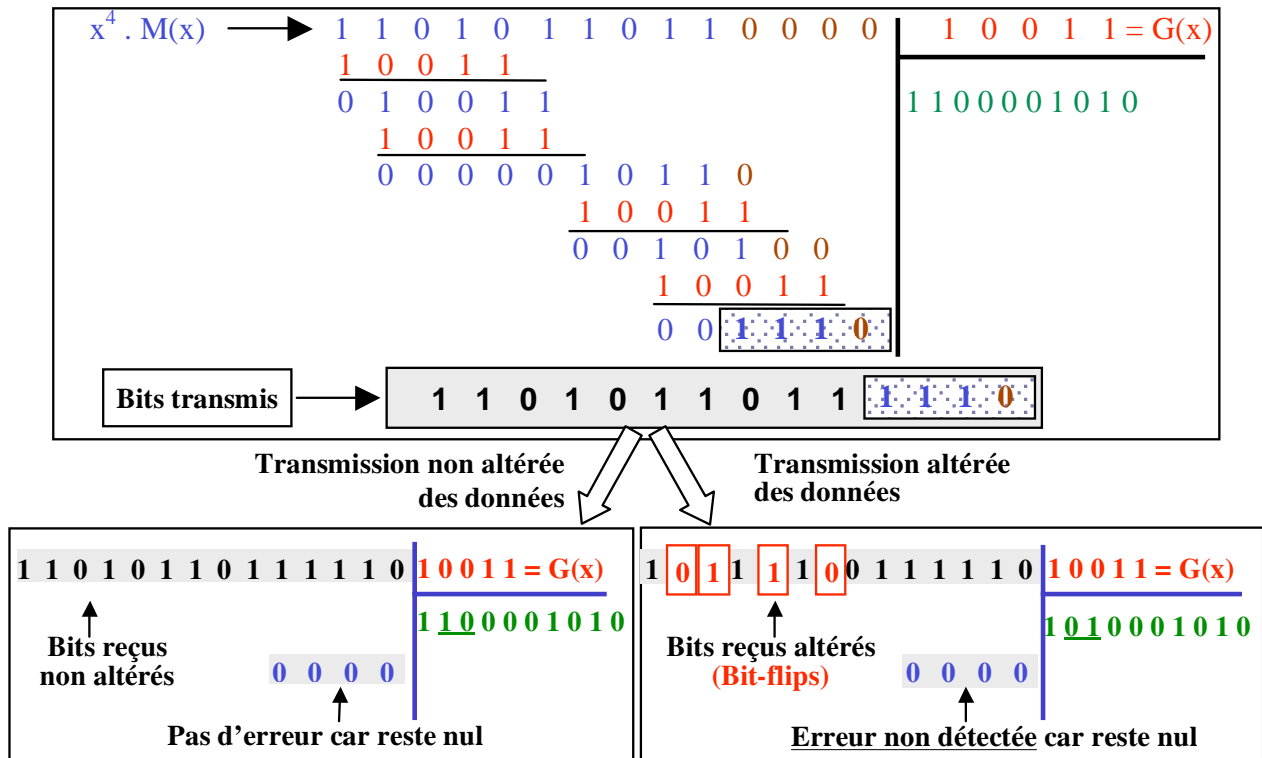 x⁴ . M(x) 1 1 0 1 0 1 1 0 1 1 0 0 0 0 1 0 0 1 1 = G(x)
1 0 0 1 1
0 1 0 0 1 1 1 1 0 0 0 0 1 0 1 0
1 0 0 1 1
0 0 0 0 0 1 0 1 1 0
1 0 0 1 1
0 0 1 0 1 0 0
1 0 0 1 1
0 0 1 1 1 0
Bits transmis 1 1 0 1 0 1 1 0 1 1 1 1 1 0
Transmission non altérée
des données
Transmission altérée
des données
1 1 0 1 0 1 1 0 1 1 1 1 1 0 1 0 0 1 1 = G(x)
1 1 0 0 0 0 1 0 1 0
Bits reçus
non altérés
0 0 0 0
Pas d'erreur car reste nul
1 0 1 1 1 1 0 0 1 1 1 1 1 0 1 0 0 1 1 = G(x)
1 0 1 0 0 0 1 0 1 0
Bits reçus altérés
(Bit-flips)
0 0 0 0
Erreur non détectée car reste nul